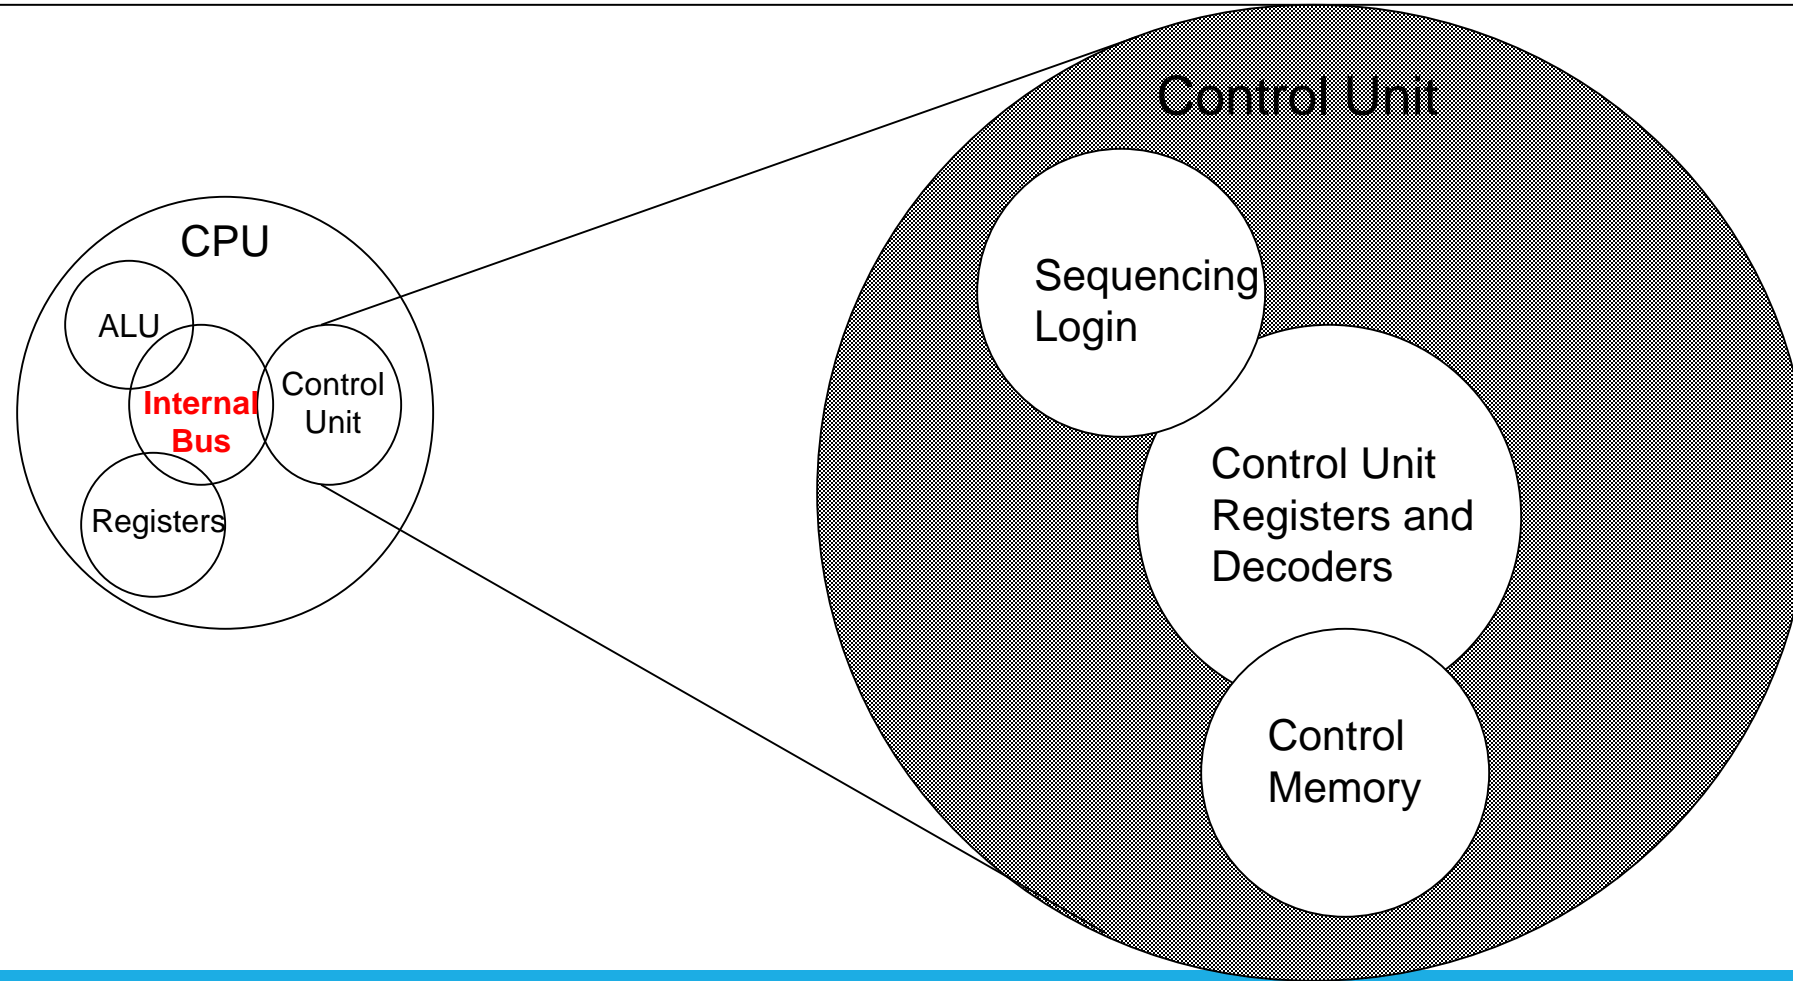 CPU
ALU
Internal
Bus
Control
Unit
Registers
Control Unit
Sequencing
Login
Control Unit
Registers and
Decoders
Control
Memory